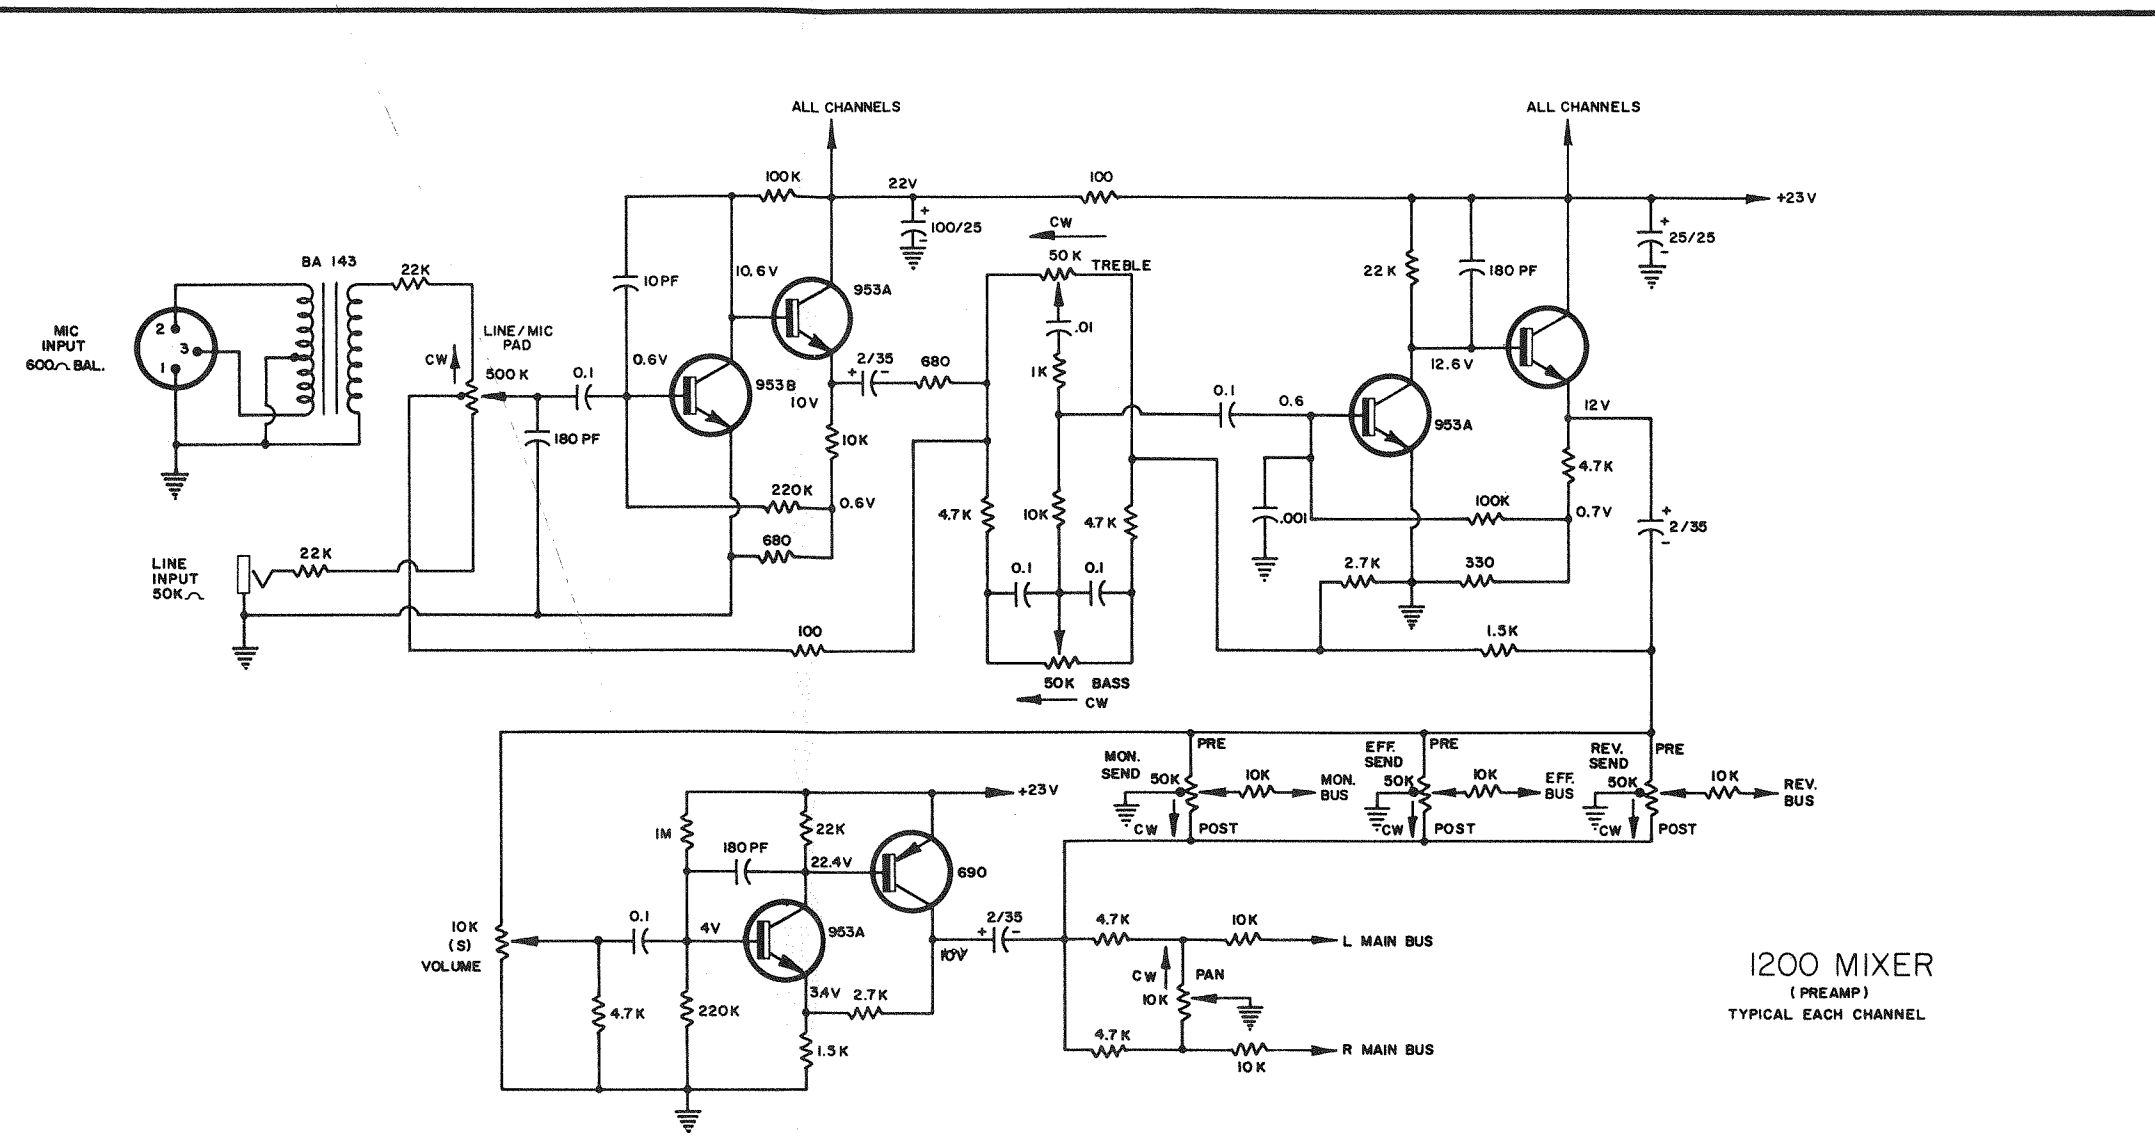 ALL CHANNELS
ALL CHANNELS
100K
22V
100
+23V
+
100/25
-
CW
+
25/25
-
50K
TREBLE
BA 143
22K
10PF
10.6V
953A
22K
180 PF
MIC
INPUT
600⌒ BAL.
2
3
1
LINE/MIC
PAD
CW
500K
0.1
0.6V
953B
10V
+
2/35
-
680
.01
1K
12.6V
180 PF
10K
0.1
0.6
953A
12V
4.7K
220K
0.6V
680
4.7K
10K
4.7K
.001
100K
0.7V
+
2/35
-
LINE
INPUT
50K⌒
22K
0.1
0.1
2.7K
330
100
1.5K
50K
BASS
CW
MON.
SEND
PRE
50K
10K
MON.
BUS
CW
POST
EFF.
SEND
PRE
50K
10K
EFF.
BUS
CW
POST
REV.
SEND
PRE
50K
10K
REV.
BUS
CW
POST
+23V
1M
22K
180PF
22.4V
690
10K
(S)
VOLUME
0.1
4V
953A
10V
+
2/35
-
4.7K
10K
L MAIN BUS
CW
PAN
10K
3.4V
2.7K
4.7K
220K
1.5K
4.7K
10K
R MAIN BUS
1200 MIXER
(PREAMP)
TYPICAL EACH CHANNEL